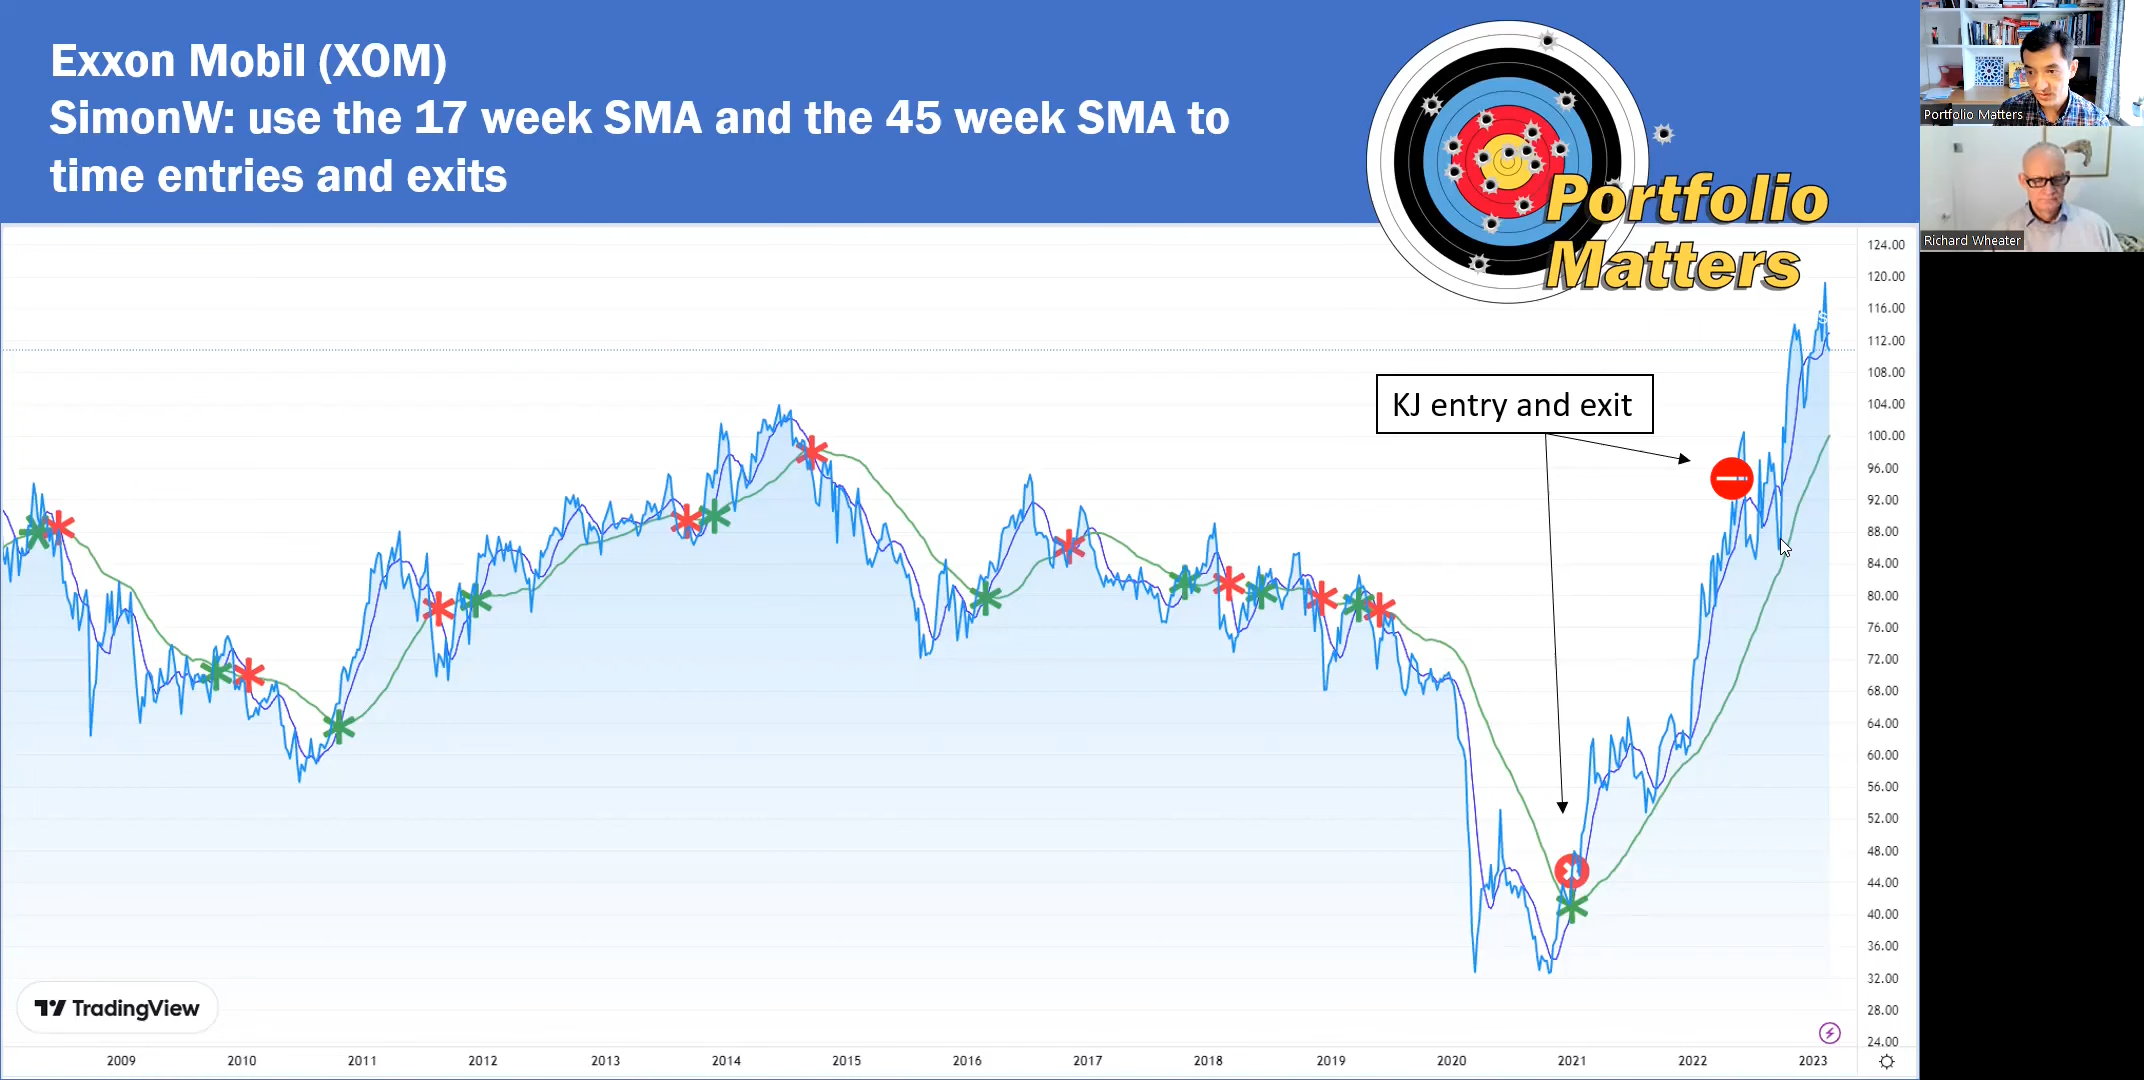 Exxon Mobil (XOM)
SimonW: use the 17 week SMA and the 45 week SMA to
time entries and exits
Portfolio
Matters
Portfolio Matters
Richard Wheater
KJ entry and exit
124.00
120.00
116.00
112.00
108.00
104.00
100.00
96.00
92.00
88.00
84.00
80.00
76.00
72.00
68.00
64.00
60.00
56.00
52.00
48.00
44.00
40.00
36.00
32.00
28.00
24.00
TradingView
2009 2010 2011 2012 2013 2014 2015 2016 2017 2018 2019 2020 2021 2022 2023